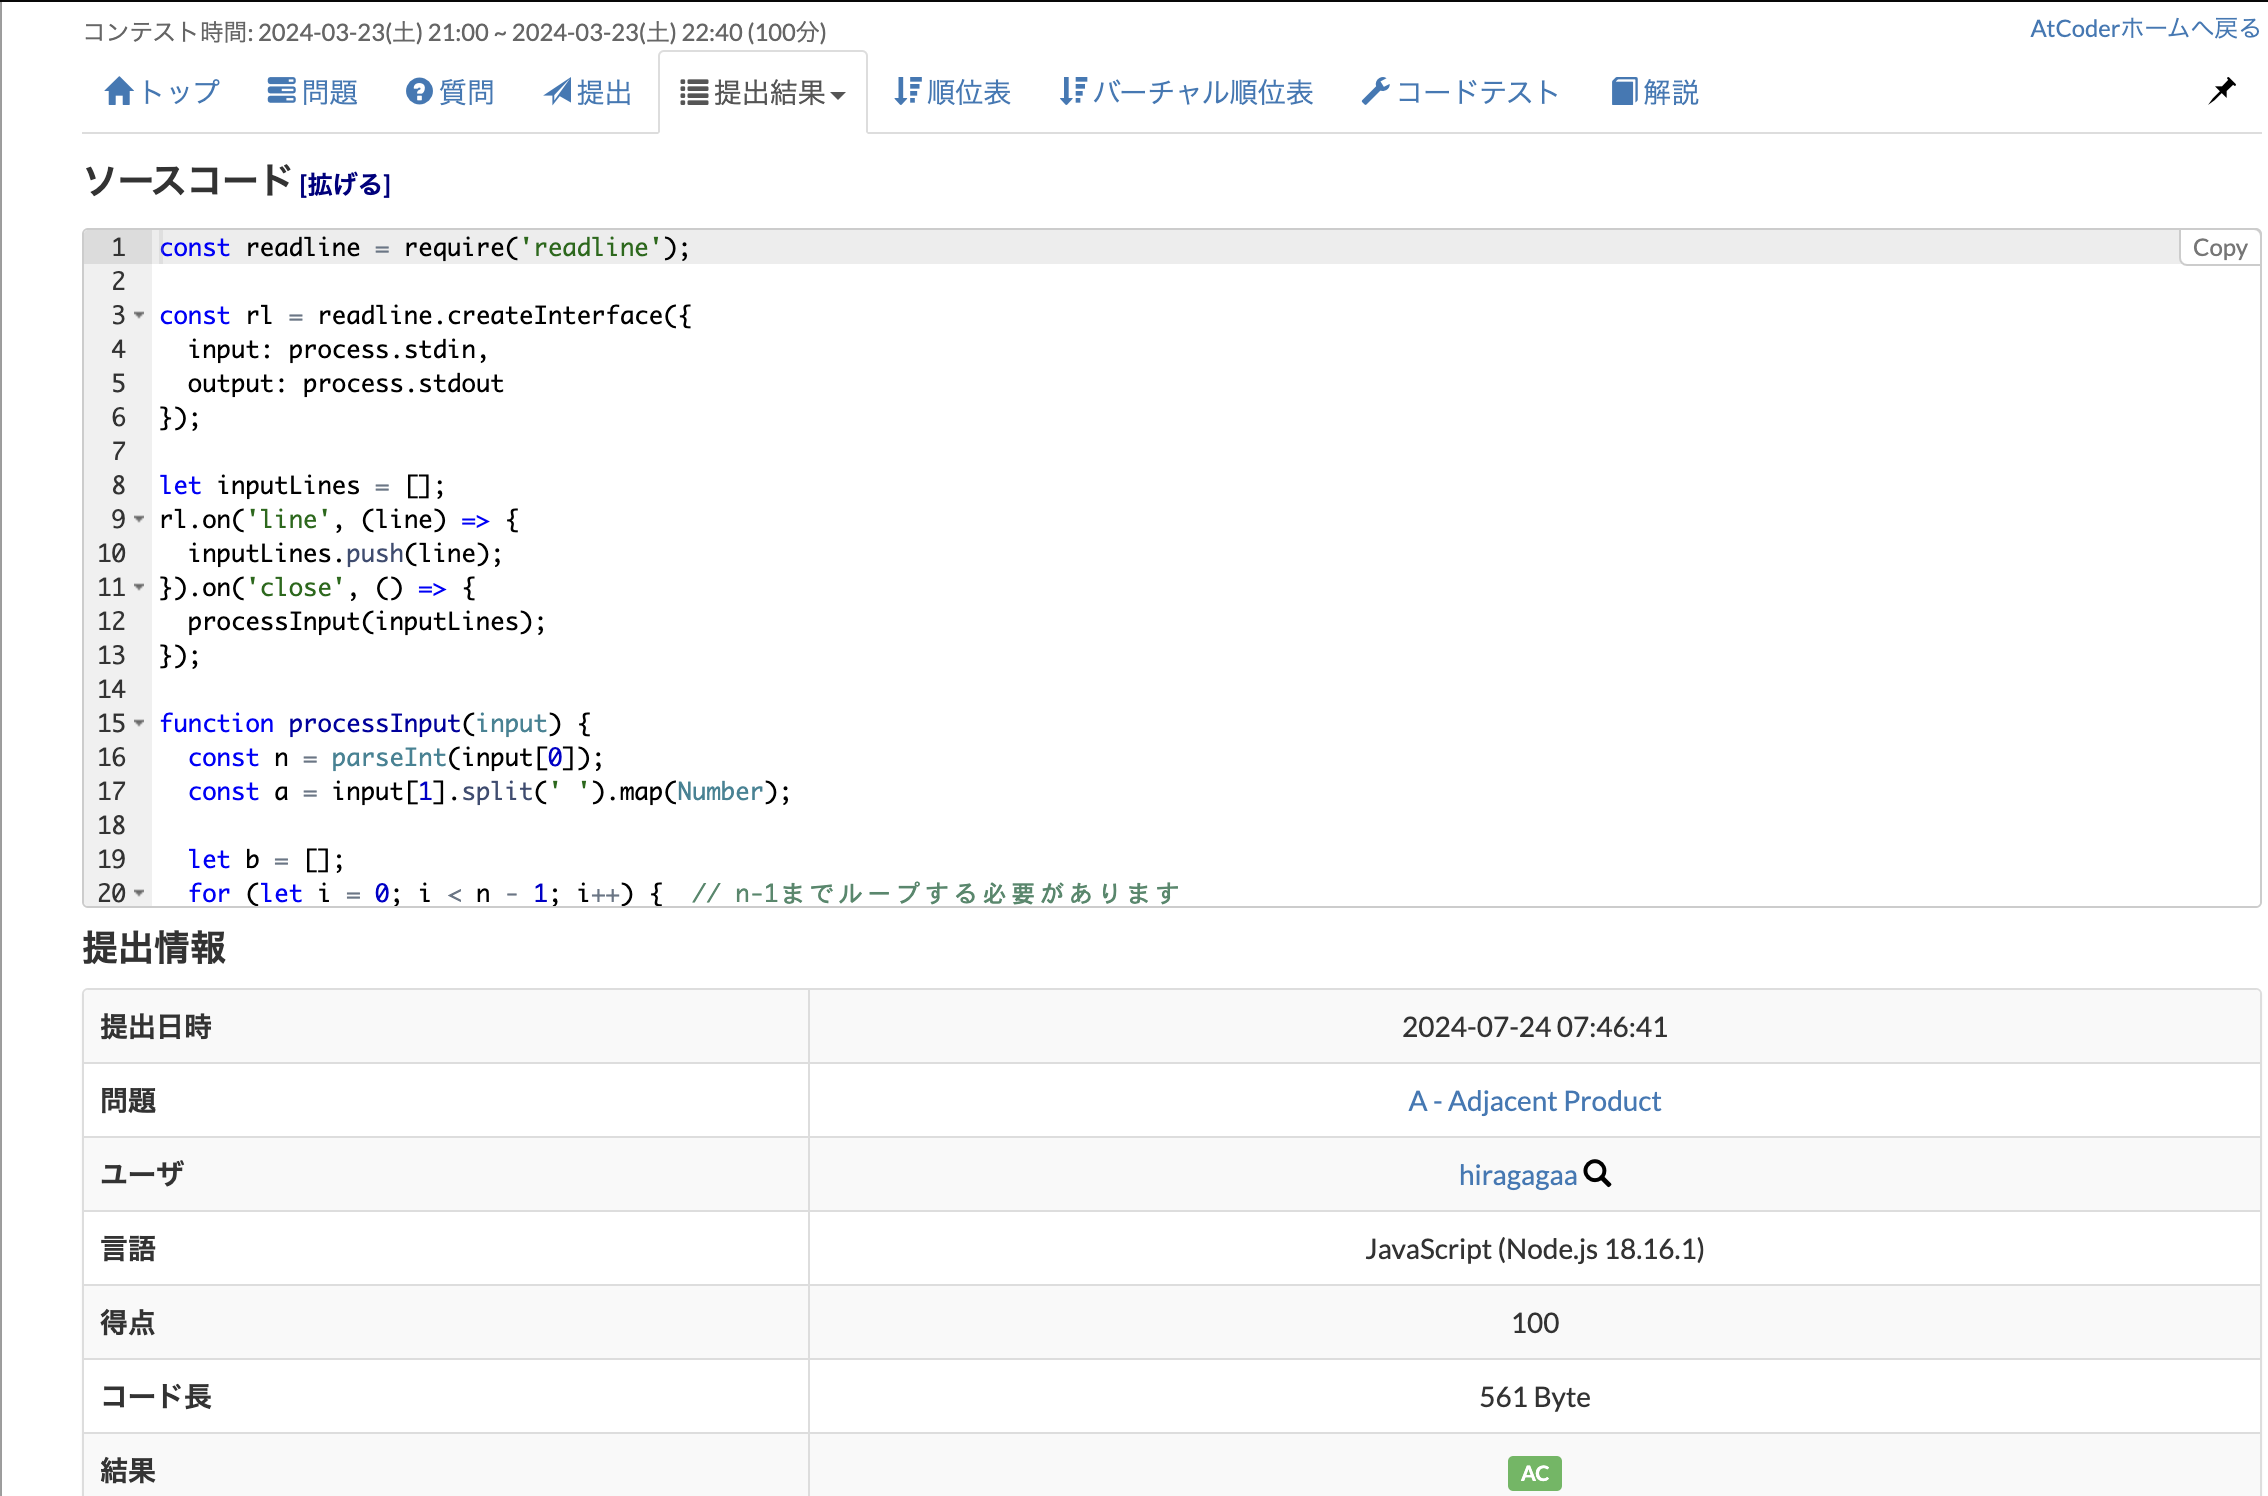 コンテスト時間: 2024-03-23(土) 21:00 ~ 2024-03-23(土) 22:40 (100分)
AtCoderホームへ戻る
トップ 問題 質問 提出 提出結果 順位表 バーチャル順位表 コードテスト 解説
ソースコード [拡げる]
Copy
1 const readline = require('readline');
2
3 const rl = readline.createInterface({
4   input: process.stdin,
5   output: process.stdout
6 });
7
8 let inputLines = [];
9 rl.on('line', (line) => {
10   inputLines.push(line);
11 }).on('close', () => {
12   processInput(inputLines);
13 });
14
15 function processInput(input) {
16   const n = parseInt(input[0]);
17   const a = input[1].split(' ').map(Number);
18
19   let b = [];
20   for (let i = 0; i < n - 1; i++) {  // n-1までループする必要があります
提出情報
提出日時 2024-07-24 07:46:41
問題 A - Adjacent Product
ユーザ hiragagaa
言語 JavaScript (Node.js 18.16.1)
得点 100
コード長 561 Byte
結果 AC